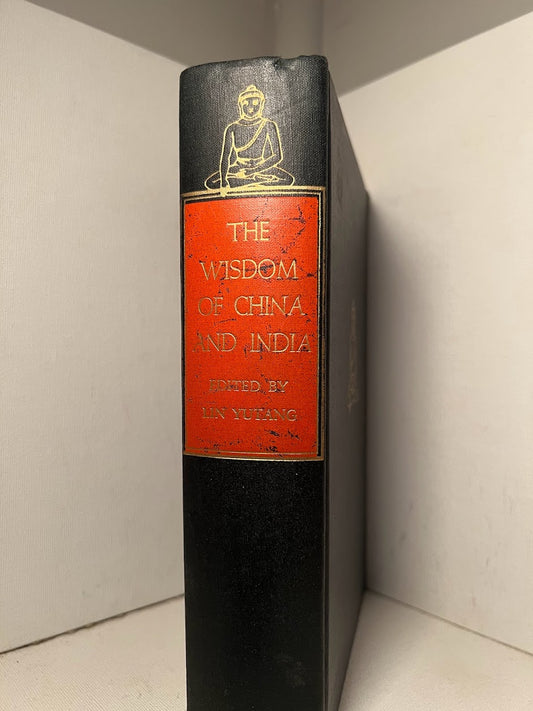 THE
WISDOM
OF CHINA
AND INDIA
EDITED BY
LIN YUTANG